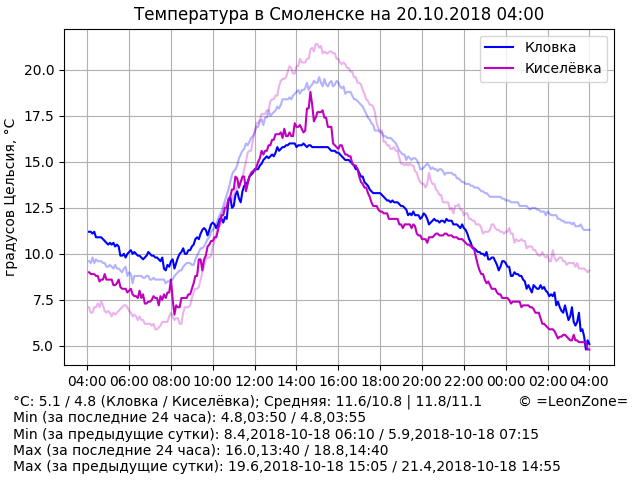 Температура в Смоленске на 20.10.2018 04:00
градусов Цельсия, °C
20.0
17.5
15.0
12.5
10.0
7.5
5.0
Кловка
Киселёвка
04:00 06:00 08:00 10:00 12:00 14:00 16:00 18:00 20:00 22:00 00:00 02:00 04:00
°C: 5.1 / 4.8 (Кловка / Киселёвка); Средняя: 11.6/10.8 | 11.8/11.1 © =LeonZone=
Min (за последние 24 часа): 4.8,03:50 / 4.8,03:55
Min (за предыдущие сутки): 8.4,2018-10-18 06:10 / 5.9,2018-10-18 07:15
Max (за последние 24 часа): 16.0,13:40 / 18.8,14:40
Max (за предыдущие сутки): 19.6,2018-10-18 15:05 / 21.4,2018-10-18 14:55